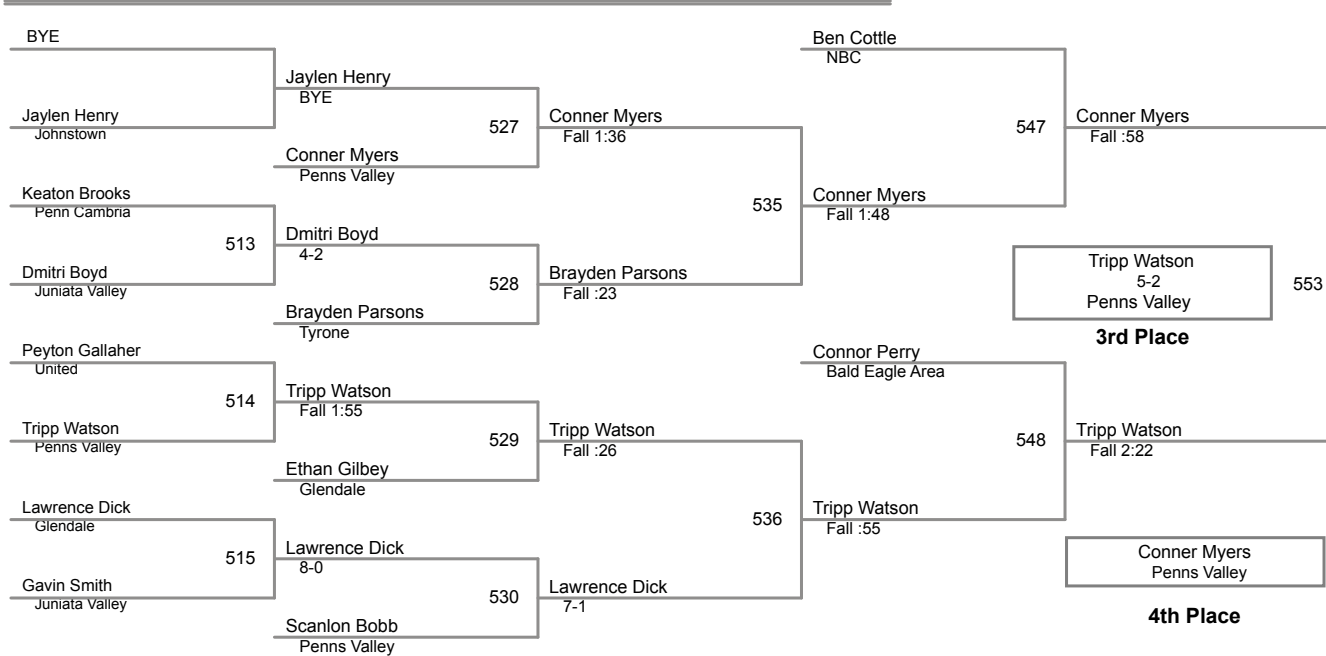 BYE
Jaylen Henry
Johnstown
Keaton Brooks
Penn Cambria
513
Dmitri Boyd
Juniata Valley
Peyton Gallaher
United
514
Tripp Watson
Penns Valley
Lawrence Dick
Glendale
515
Gavin Smith
Juniata Valley
Jaylen Henry
BYE
527
Conner Myers
Penns Valley
Dmitri Boyd
4-2
528
Brayden Parsons
Tyrone
Tripp Watson
Fall 1:55
529
Ethan Gilbey
Glendale
Lawrence Dick
8-0
530
Scanlon Bobb
Penns Valley
Conner Myers
Fall 1:36
535
Brayden Parsons
Fall :23
Tripp Watson
Fall :26
536
Lawrence Dick
7-1
Ben Cottle
NBC
547
Conner Myers
Fall 1:48
Connor Perry
Bald Eagle Area
548
Tripp Watson
Fall :55
Conner Myers
Fall :58
Tripp Watson
5-2
Penns Valley
553
3rd Place
Tripp Watson
Fall 2:22
Conner Myers
Penns Valley
4th Place